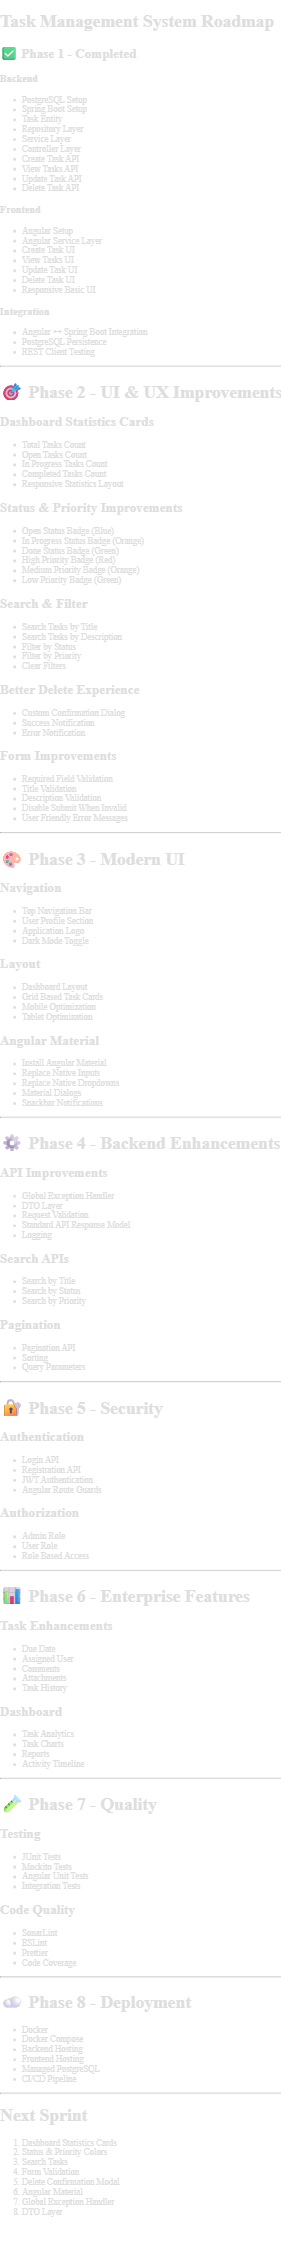 Task Management System Roadmap
✅ Phase 1 - Completed
Backend
• PostgreSQL Setup
• Spring Boot Setup
• Task Entity
• Repository Layer
• Service Layer
• Controller Layer
• Create Task API
• View Tasks API
• Update Task API
• Delete Task API
Frontend
• Angular Setup
• Angular Service Layer
• Create Task UI
• View Tasks UI
• Update Task UI
• Delete Task UI
• Responsive Basic UI
Integration
• Angular ↔ Spring Boot Integration
• PostgreSQL Persistence
• REST Client Testing
🎯 Phase 2 - UI & UX Improvements
Dashboard Statistics Cards
• Total Tasks Count
• Open Tasks Count
• In Progress Tasks Count
• Completed Tasks Count
• Responsive Statistics Layout
Status & Priority Improvements
• Open Status Badge (Blue)
• In Progress Status Badge (Orange)
• Done Status Badge (Green)
• High Priority Badge (Red)
• Medium Priority Badge (Orange)
• Low Priority Badge (Green)
Search & Filter
• Search Tasks by Title
• Search Tasks by Description
• Filter by Status
• Filter by Priority
• Clear Filters
Better Delete Experience
• Custom Confirmation Dialog
• Success Notification
• Error Notification
Form Improvements
• Required Field Validation
• Title Validation
• Description Validation
• Disable Submit When Invalid
• User Friendly Error Messages
🎨 Phase 3 - Modern UI
Navigation
• Top Navigation Bar
• User Profile Section
• Application Logo
• Dark Mode Toggle
Layout
• Dashboard Layout
• Grid Based Task Cards
• Mobile Optimization
• Tablet Optimization
Angular Material
• Install Angular Material
• Replace Native Inputs
• Replace Native Dropdowns
• Material Dialogs
• Snackbar Notifications
⚙️ Phase 4 - Backend Enhancements
API Improvements
• Global Exception Handler
• DTO Layer
• Request Validation
• Standard API Response Model
• Logging
Search APIs
• Search by Title
• Search by Status
• Search by Priority
Pagination
• Pagination API
• Sorting
• Query Parameters
🔐 Phase 5 - Security
Authentication
• Login API
• Registration API
• JWT Authentication
• Angular Route Guards
Authorization
• Admin Role
• User Role
• Role Based Access
📊 Phase 6 - Enterprise Features
Task Enhancements
• Due Date
• Assigned User
• Comments
• Attachments
• Task History
Dashboard
• Task Analytics
• Task Charts
• Reports
• Activity Timeline
🧪 Phase 7 - Quality
Testing
• JUnit Tests
• Mockito Tests
• Angular Unit Tests
• Integration Tests
Code Quality
• SonarLint
• ESLint
• Prettier
• Code Coverage
☁️ Phase 8 - Deployment
• Docker
• Docker Compose
• Backend Hosting
• Frontend Hosting
• Managed PostgreSQL
• CI/CD Pipeline
Next Sprint
1. Dashboard Statistics Cards
2. Status & Priority Colors
3. Search Tasks
4. Form Validation
5. Delete Confirmation Modal
6. Angular Material
7. Global Exception Handler
8. DTO Layer